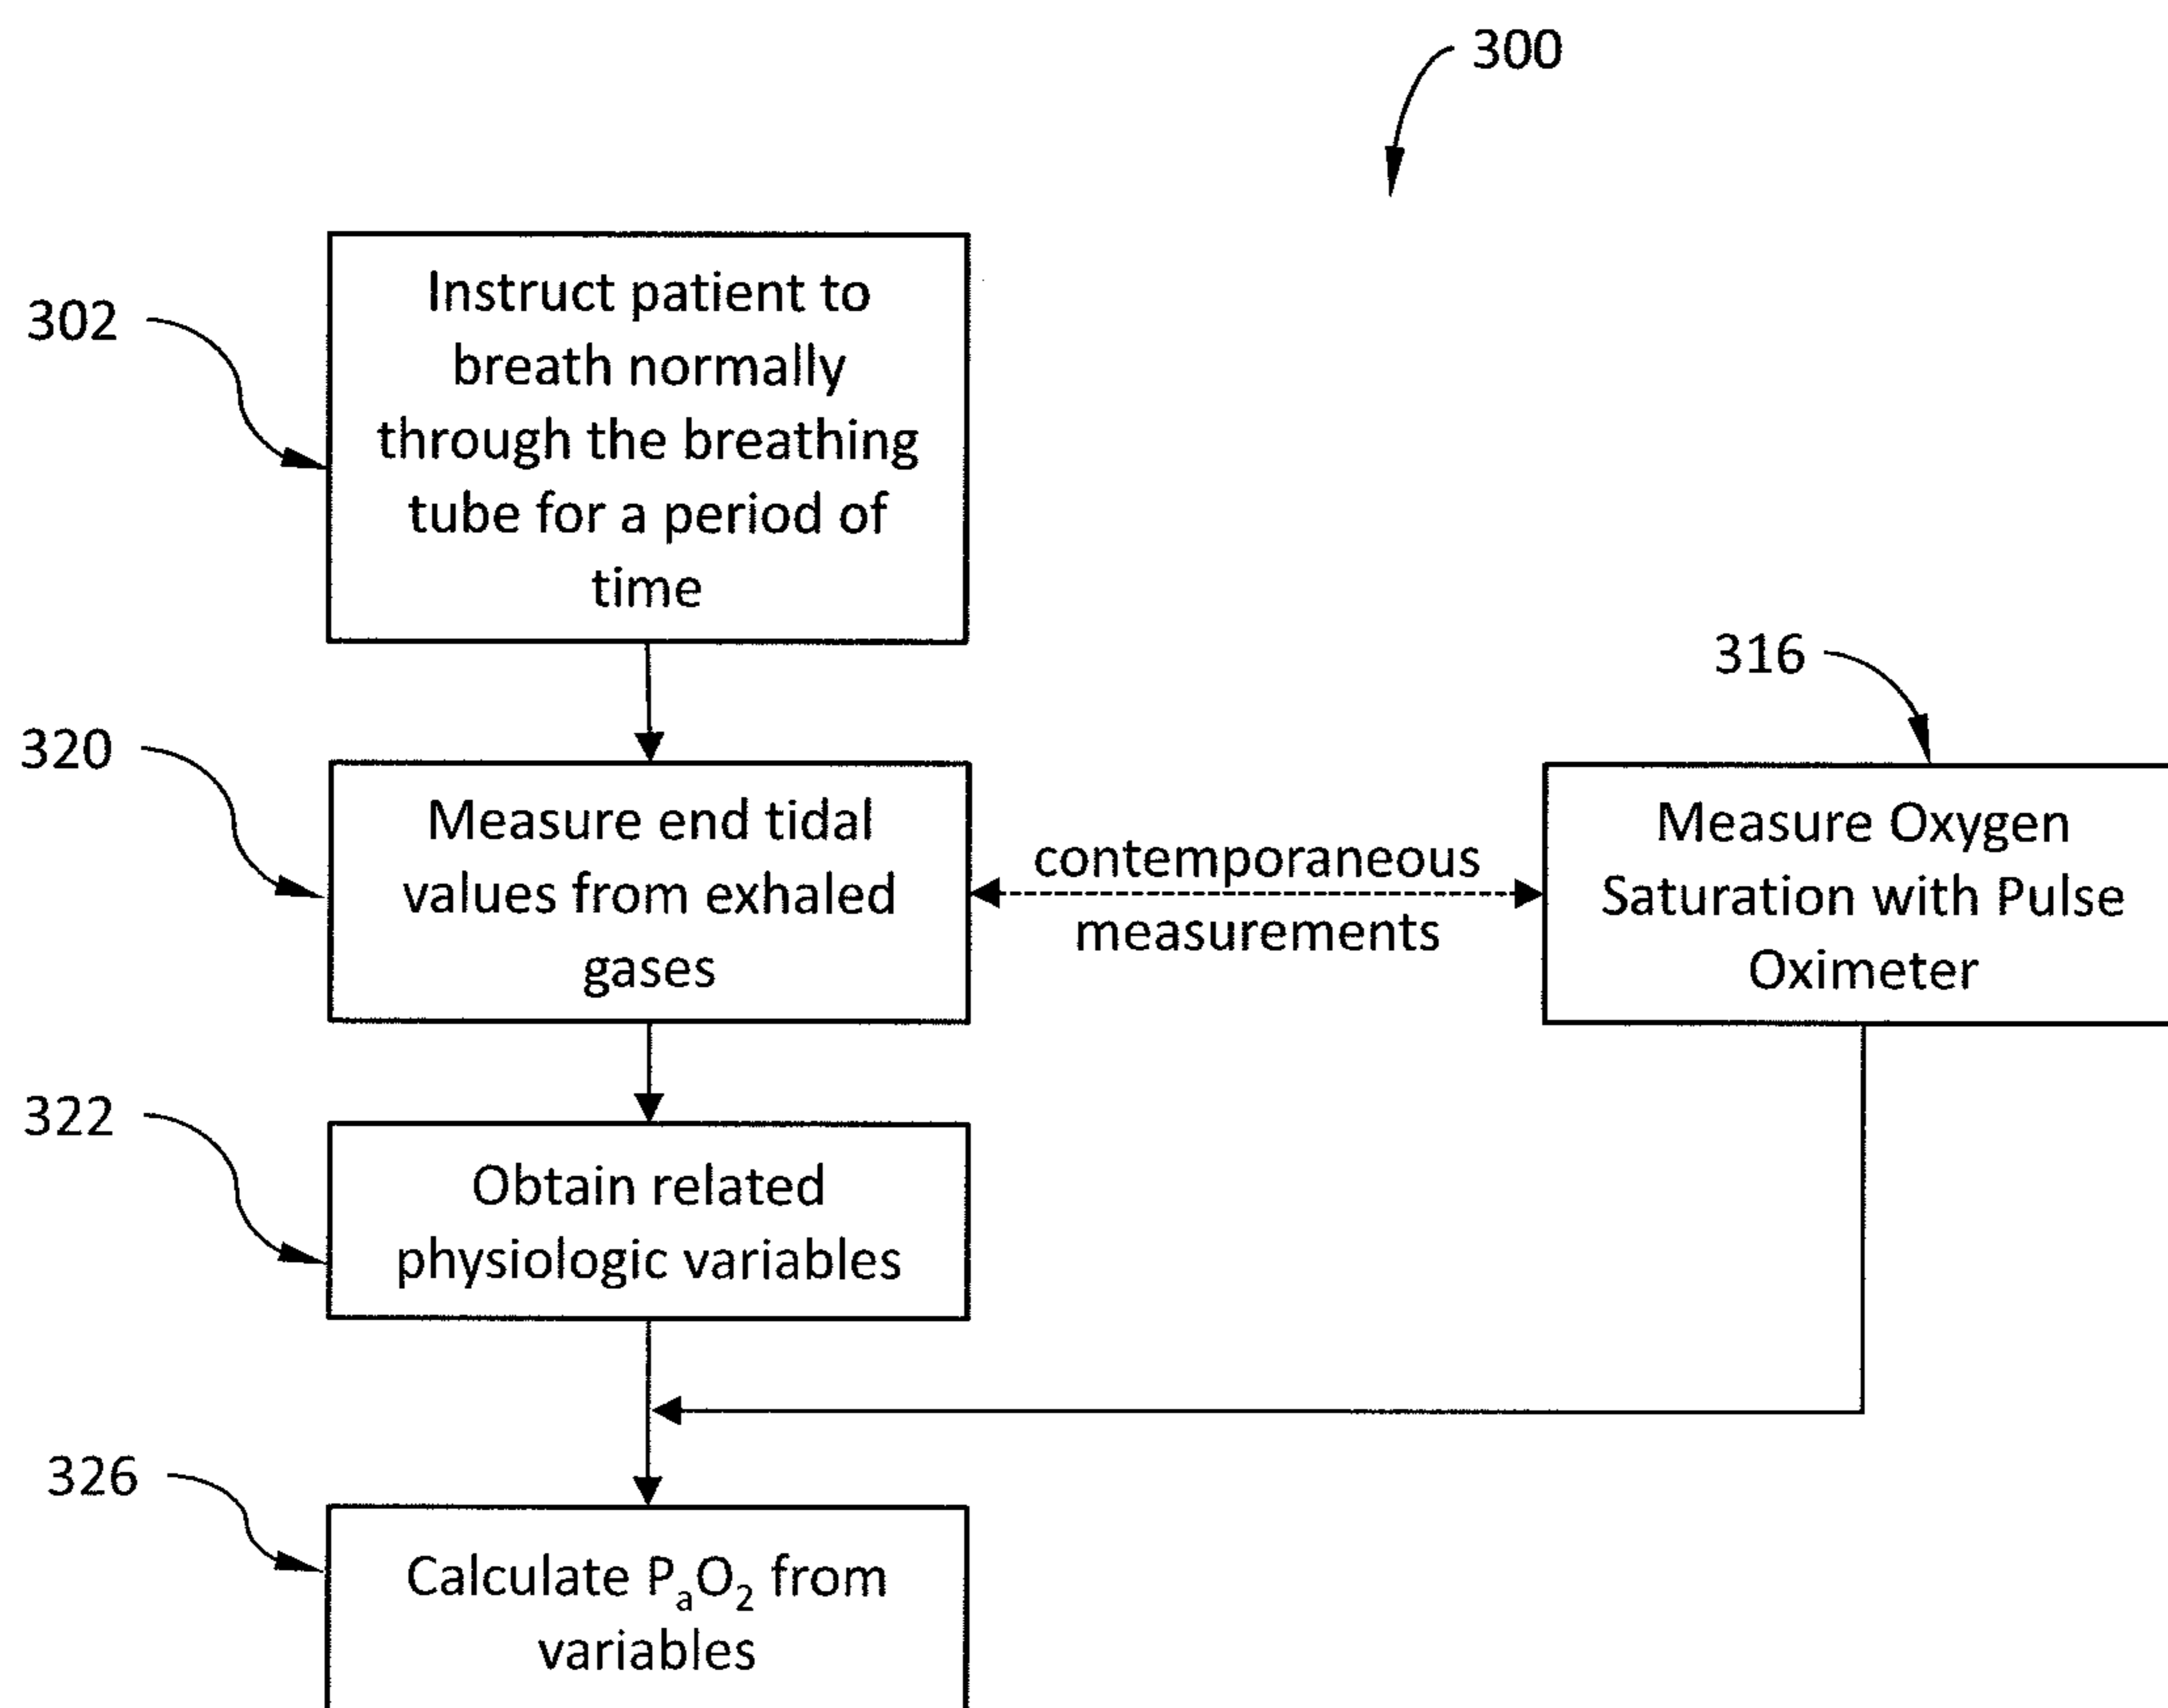 300
302
Instruct patient to
breath normally
through the breathing
tube for a period of
time
316
320
Measure end tidal
values from exhaled
gases
contemporaneous
measurements
Measure Oxygen
Saturation with Pulse
Oximeter
322
Obtain related
physiologic variables
326
Calculate PₐO₂ from
variables